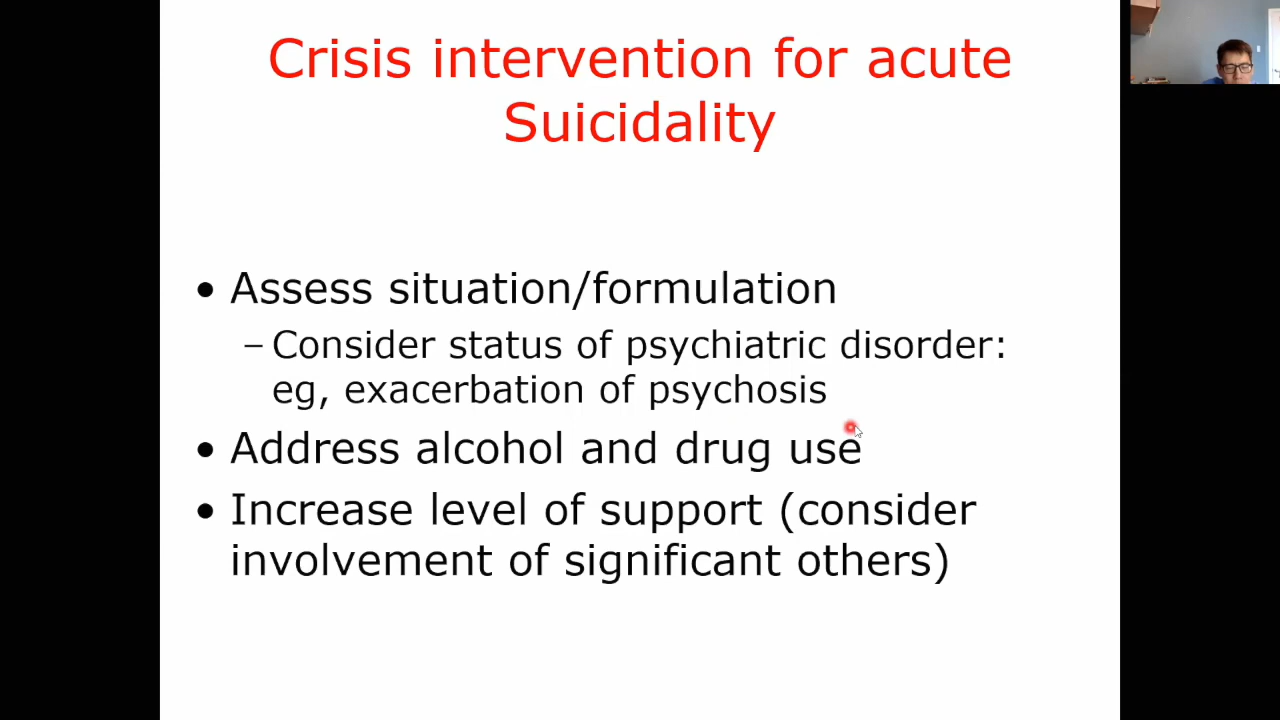 Crisis intervention for acute
Suicidality
• Assess situation/formulation
– Consider status of psychiatric disorder:
eg, exacerbation of psychosis
• Address alcohol and drug use
• Increase level of support (consider
involvement of significant others)